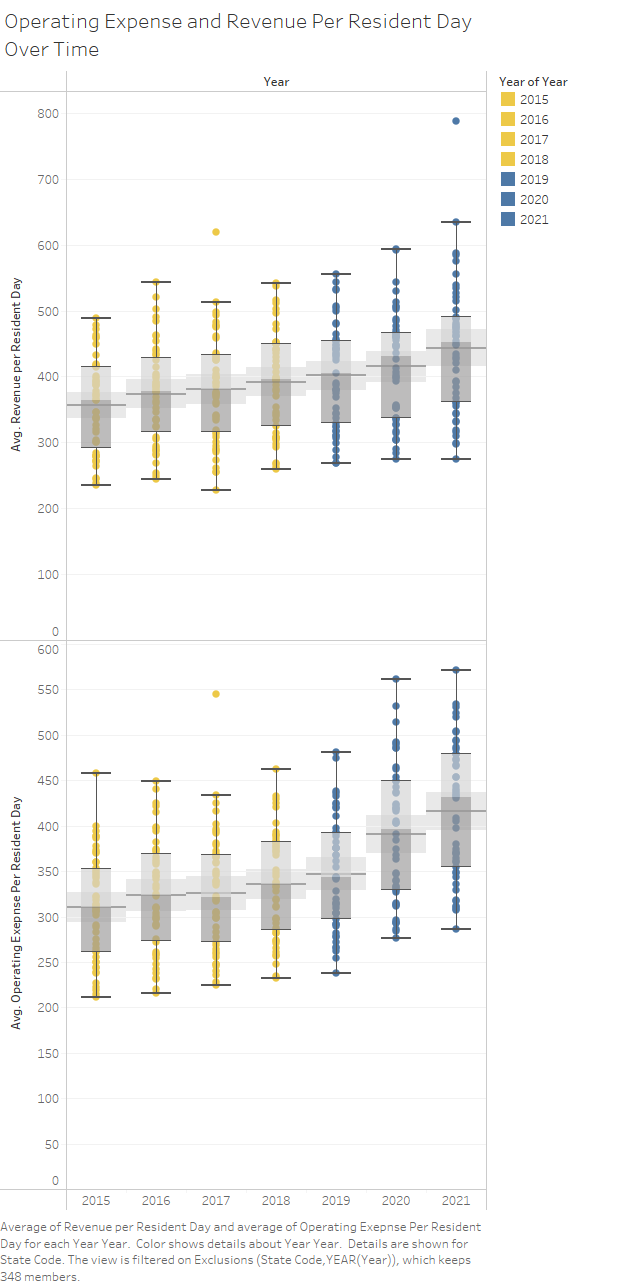 Operating Expense and Revenue Per Resident Day
Over Time
Year
Year of Year
2015
2016
2017
2018
2019
2020
2021
Avg. Revenue per Resident Day
800
700
600
500
400
300
200
100
0
Avg. Operating Exepnse Per Resident Day
600
550
500
450
400
350
300
250
200
150
100
50
0
2015 2016 2017 2018 2019 2020 2021
Average of Revenue per Resident Day and average of Operating Exepnse Per Resident
Day for each Year Year.  Color shows details about Year Year.  Details are shown for
State Code. The view is filtered on Exclusions (State Code,YEAR(Year)), which keeps
348 members.